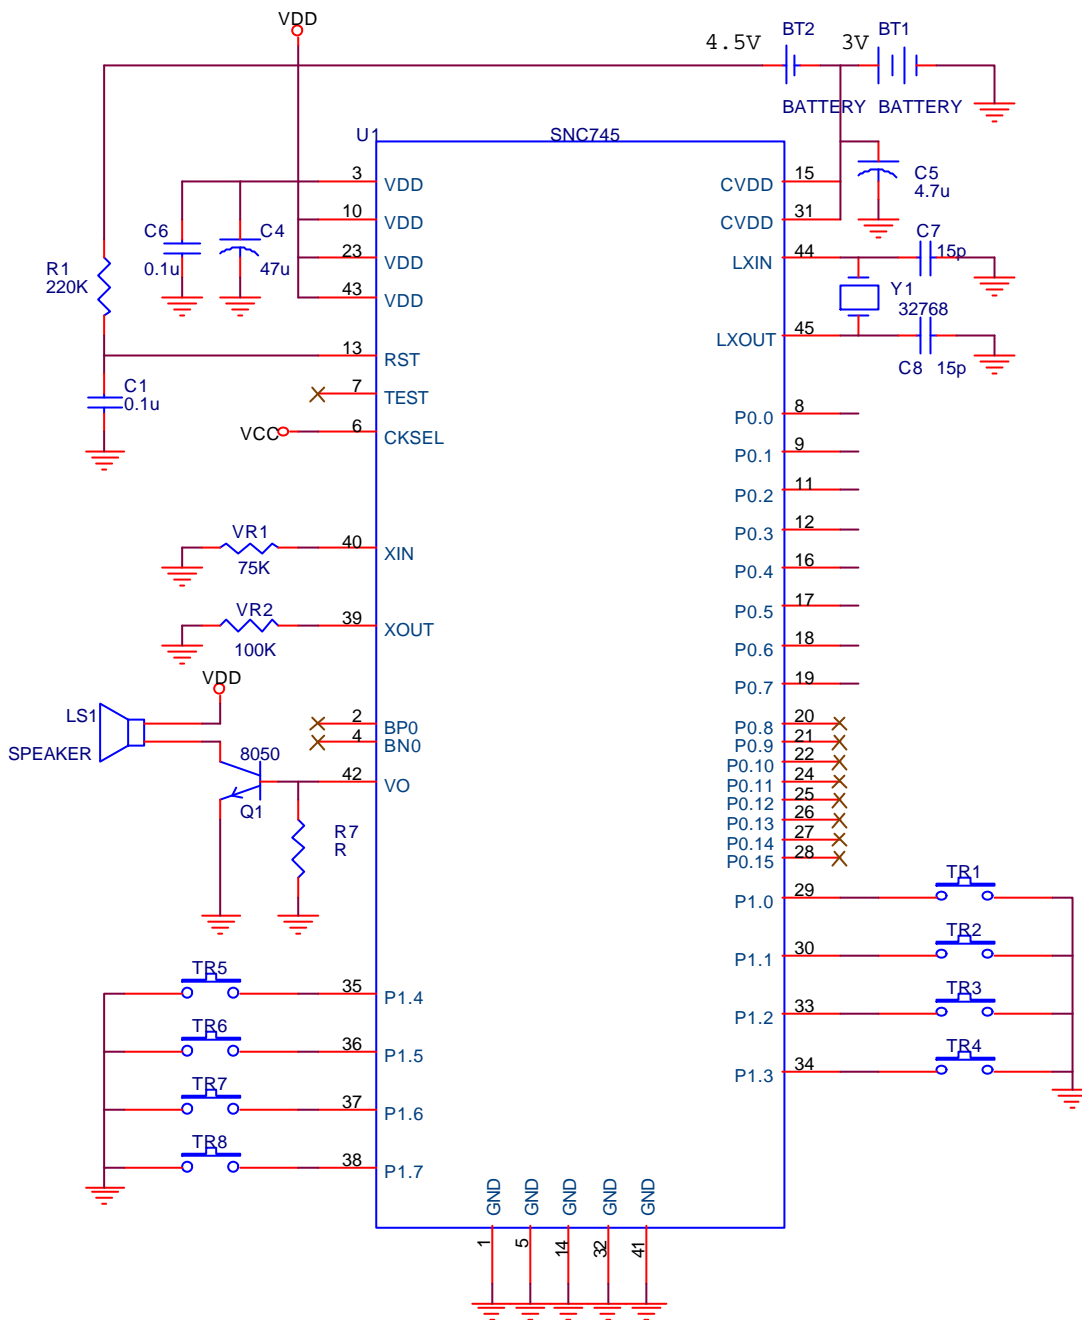 VDD
4.5V
BT2
3V
BT1
BATTERY
BATTERY
U1
SNC745
3
VDD
10
VDD
23
VDD
43
VDD
13
RST
7
TEST
VCC
6
CKSEL
C6
0.1u
C4
47u
R1
220K
C1
0.1u
15
CVDD
31
CVDD
C5
4.7u
44
LXIN
C7
15p
Y1
32768
45
LXOUT
C8
15p
VR1
75K
40
XIN
VR2
100K
39
XOUT
VDD
LS1
SPEAKER
2
BP0
4
BN0
8050
Q1
42
VO
R7
R
P0.0
8
P0.1
9
P0.2
11
P0.3
12
P0.4
16
P0.5
17
P0.6
18
P0.7
19
P0.8
20
P0.9
21
P0.10
22
P0.11
24
P0.12
25
P0.13
26
P0.14
27
P0.15
28
P1.0
29
TR1
P1.1
30
TR2
P1.2
33
TR3
P1.3
34
TR4
TR5
35
P1.4
TR6
36
P1.5
TR7
37
P1.6
TR8
38
P1.7
GND
GND
GND
GND
GND
1
5
14
32
41